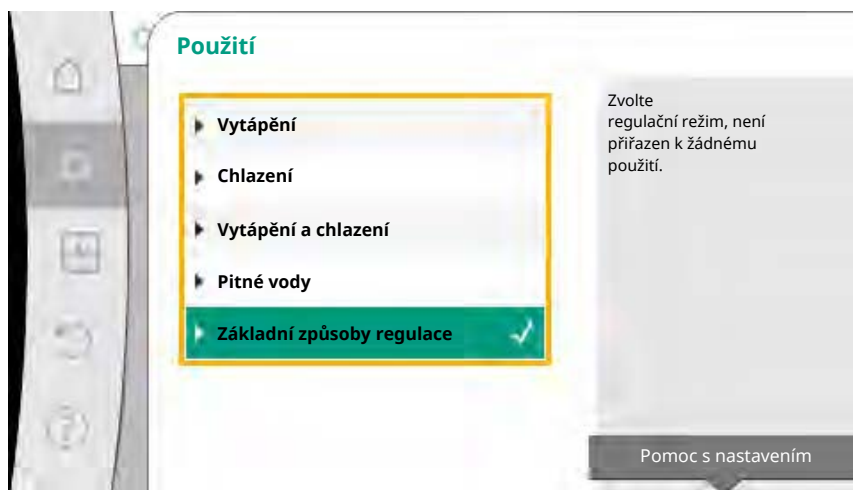 Použití
Vytápění
Chlazení
Vytápění a chlazení
Pitné vody
Základní způsoby regulace
Zvolte
regulační režim, není
přiřazen k žádnému
použití.
Pomoc s nastavením